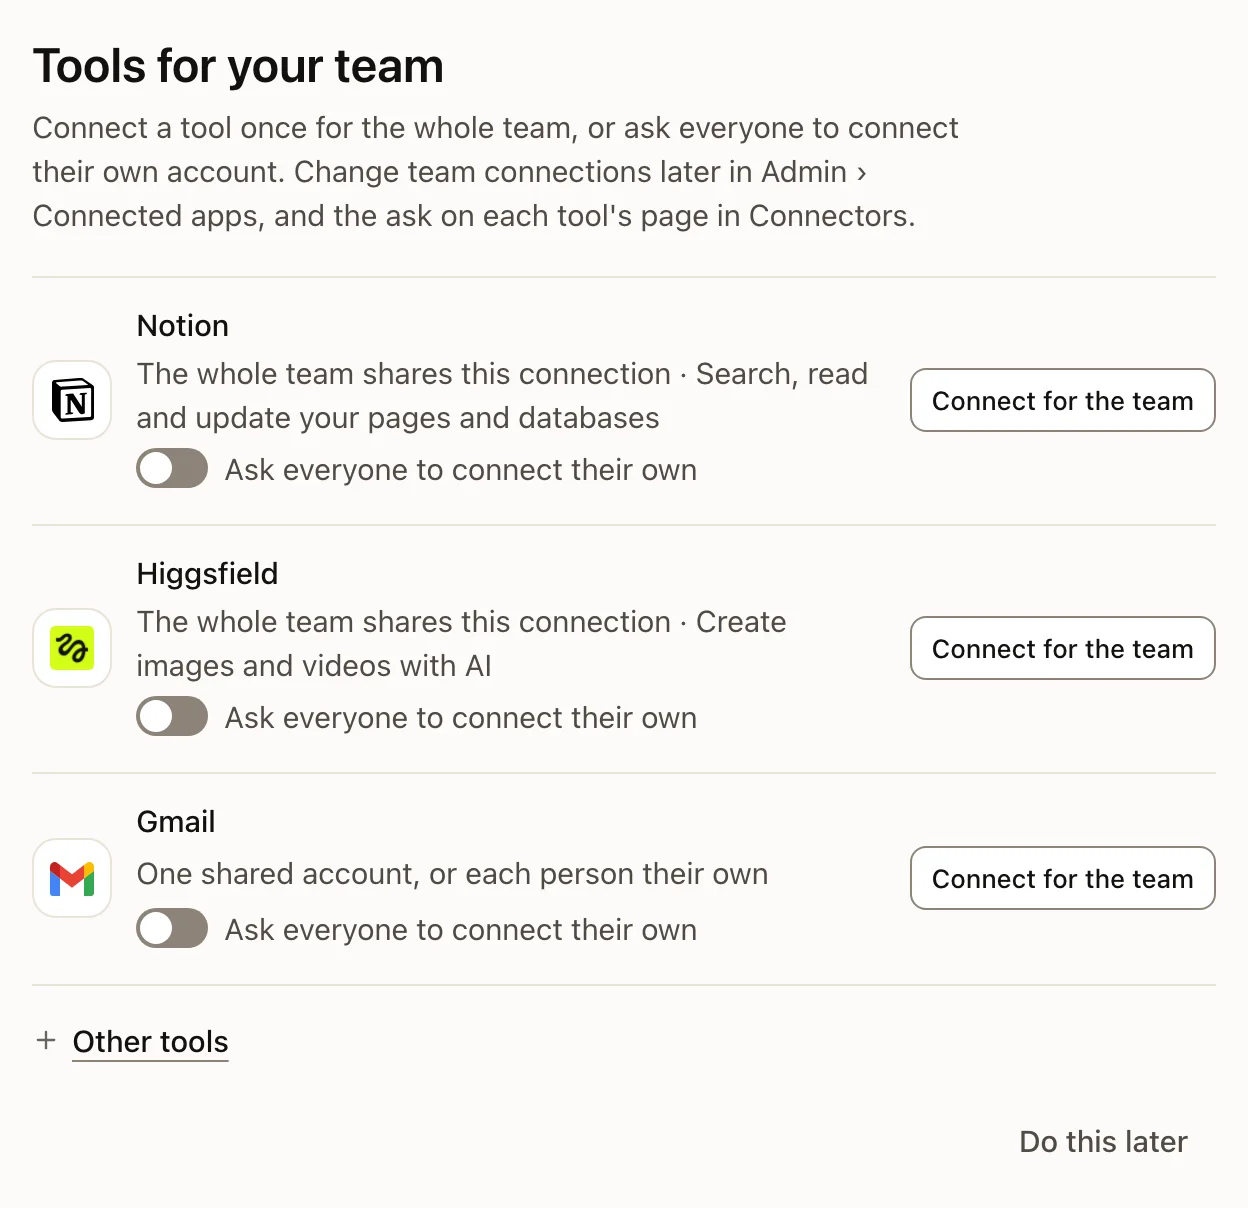 Tools for your team
Connect a tool once for the whole team, or ask everyone to connect
their own account. Change team connections later in Admin ›
Connected apps, and the ask on each tool's page in Connectors.
Notion
The whole team shares this connection · Search, read
and update your pages and databases
Connect for the team
Ask everyone to connect their own
Higgsfield
The whole team shares this connection · Create
images and videos with AI
Connect for the team
Ask everyone to connect their own
Gmail
One shared account, or each person their own
Connect for the team
Ask everyone to connect their own
+ Other tools
Do this later